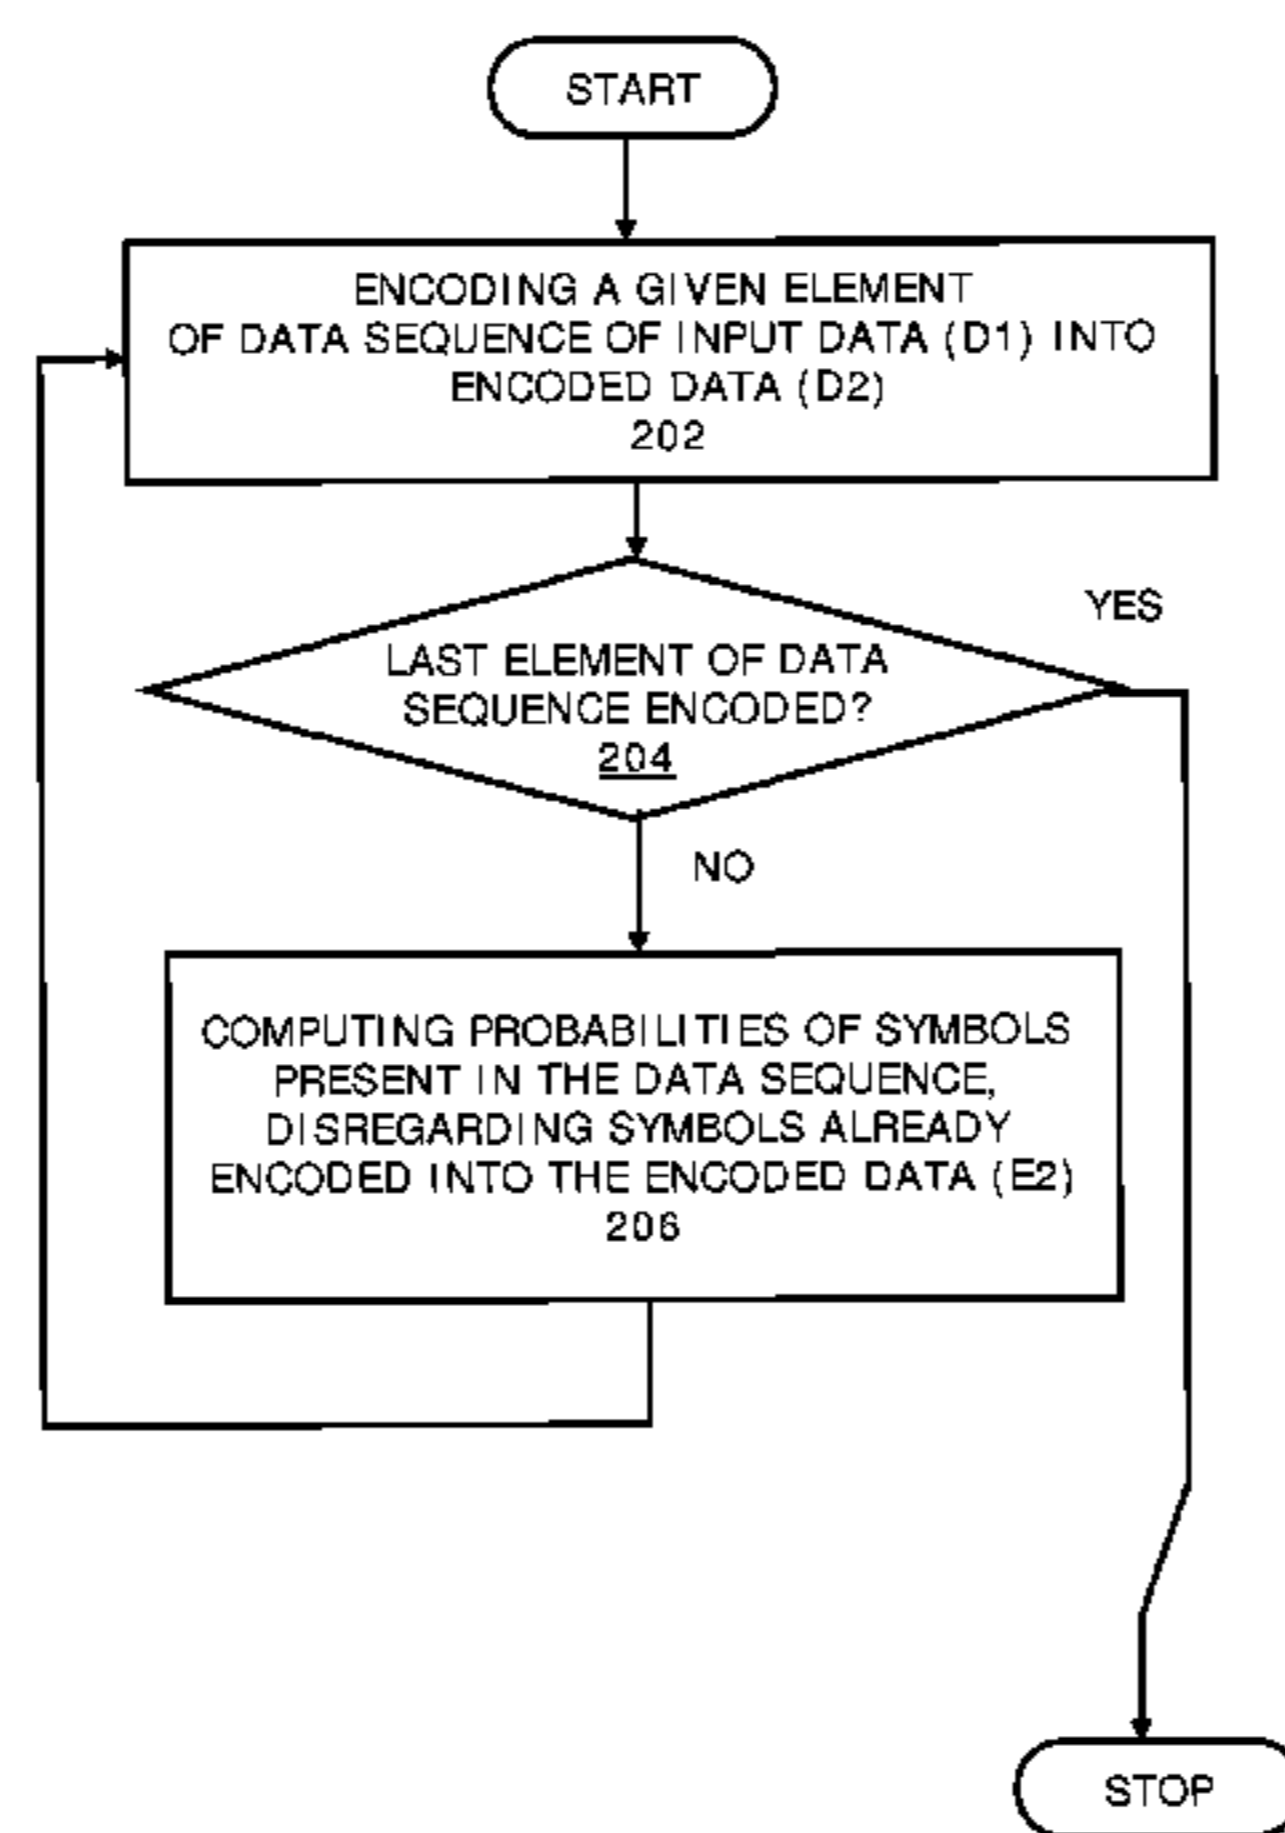 START
ENCODING A GIVEN ELEMENT
OF DATA SEQUENCE OF INPUT DATA (D1) INTO
ENCODED DATA (D2)
202
YES
LAST ELEMENT OF DATA
SEQUENCE ENCODED?
204
NO
COMPUTING PROBABILITIES OF SYMBOLS
PRESENT IN THE DATA SEQUENCE,
DISREGARDING SYMBOLS ALREADY
ENCODED INTO THE ENCODED DATA (E2)
206
STOP